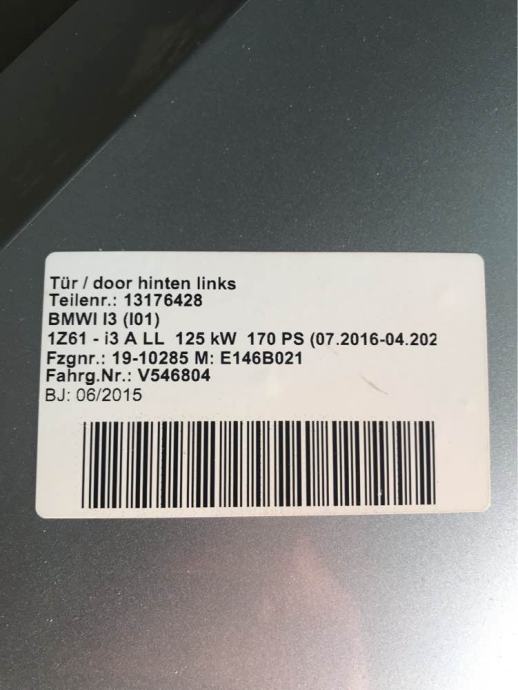 Tür / door hinten links
Teilenr.: 13176428
BMWI I3 (I01)
1Z61 - i3 A LL 125 kW 170 PS (07.2016-04.202
Fzgnr.: 19-10285 M: E146B021
Fahrg.Nr.: V546804
BJ: 06/2015